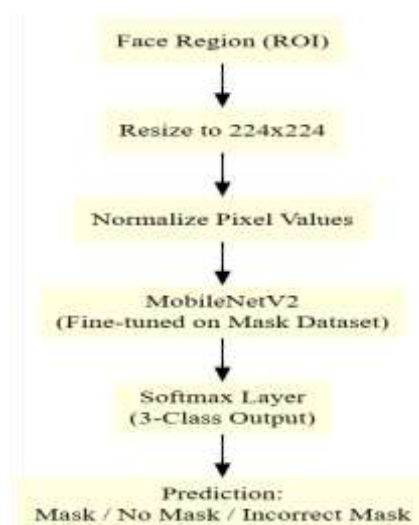 Face Region (ROI)
Resize to 224x224
Normalize Pixel Values
MobileNetV2
(Fine-tuned on Mask Dataset)
Softmax Layer
(3-Class Output)
Prediction:
Mask / No Mask / Incorrect Mask